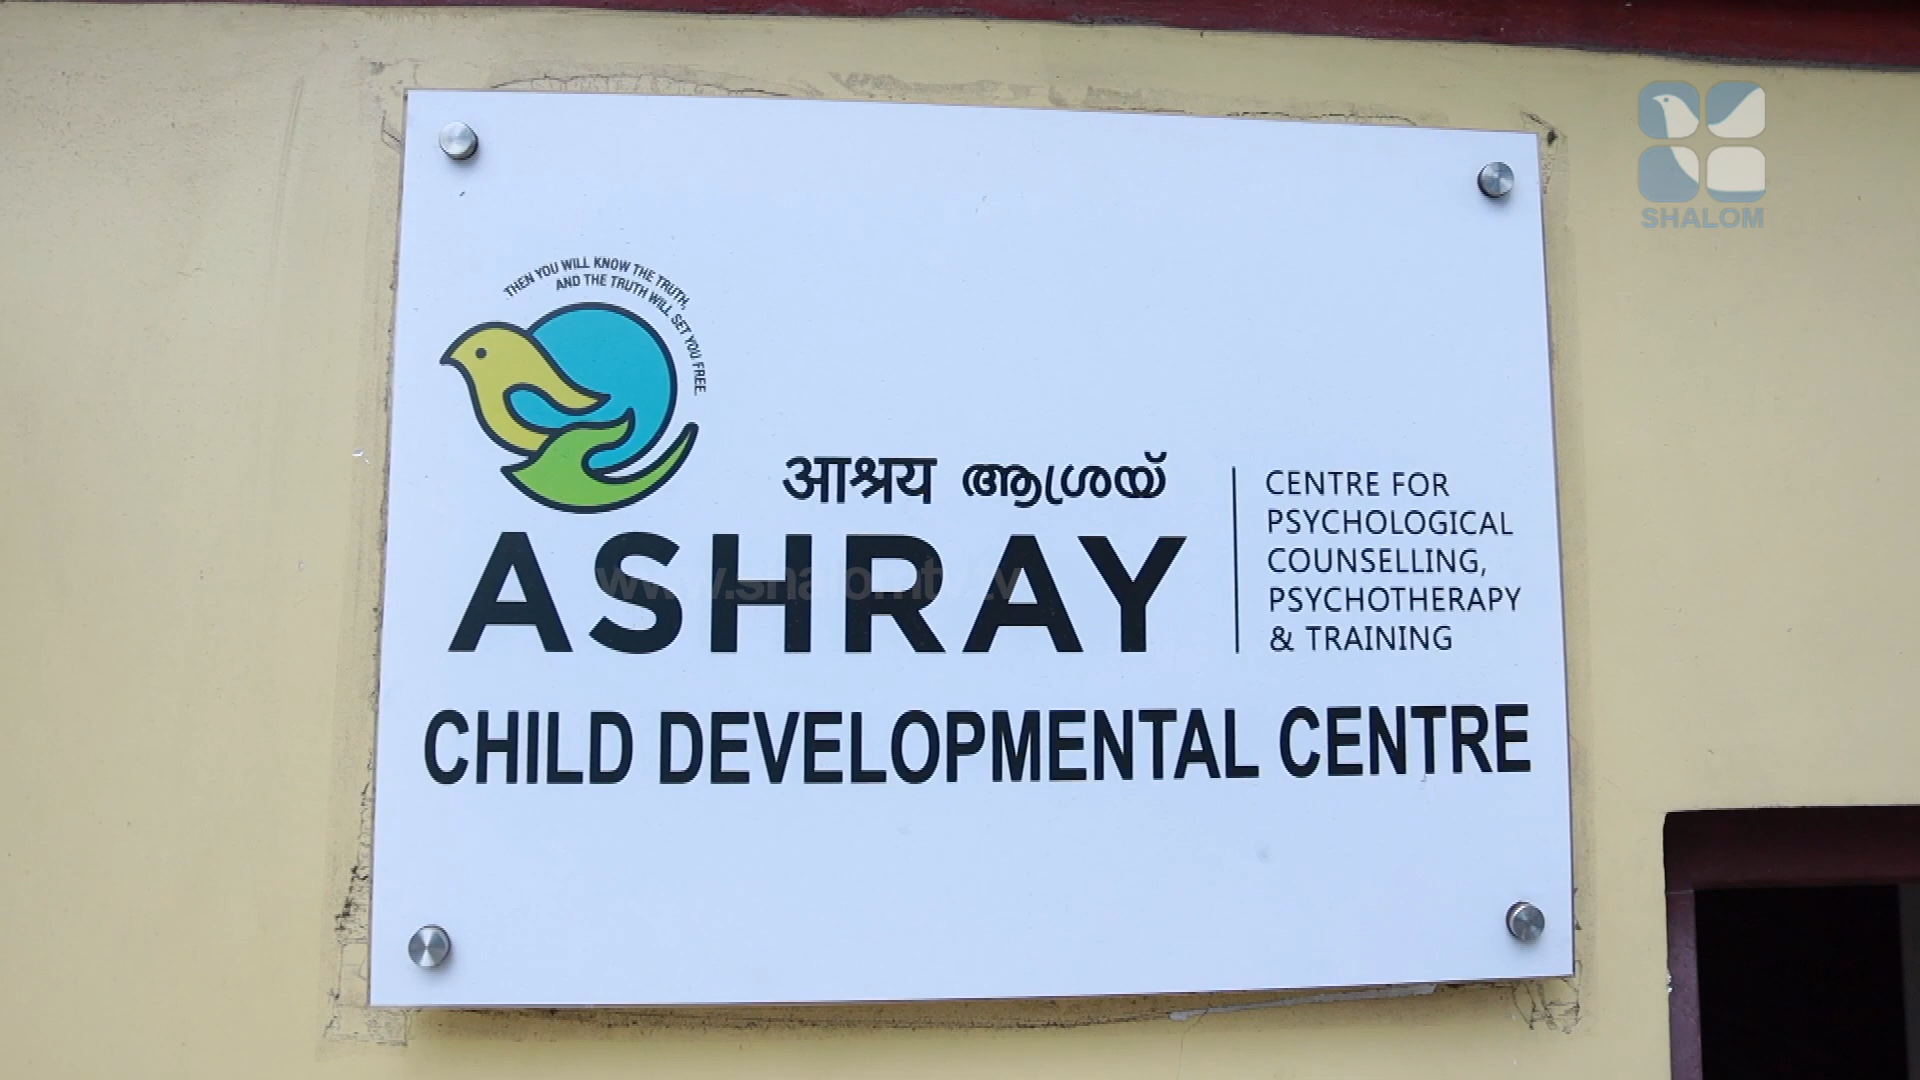 SHALOM
THEN YOU WILL KNOW THE TRUTH,
AND THE TRUTH WILL SET YOU FREE.
आश्रय ആശ്രയ്
ASHRAY
CENTRE FOR
PSYCHOLOGICAL
COUNSELLING,
PSYCHOTHERAPY
& TRAINING
CHILD DEVELOPMENTAL CENTRE